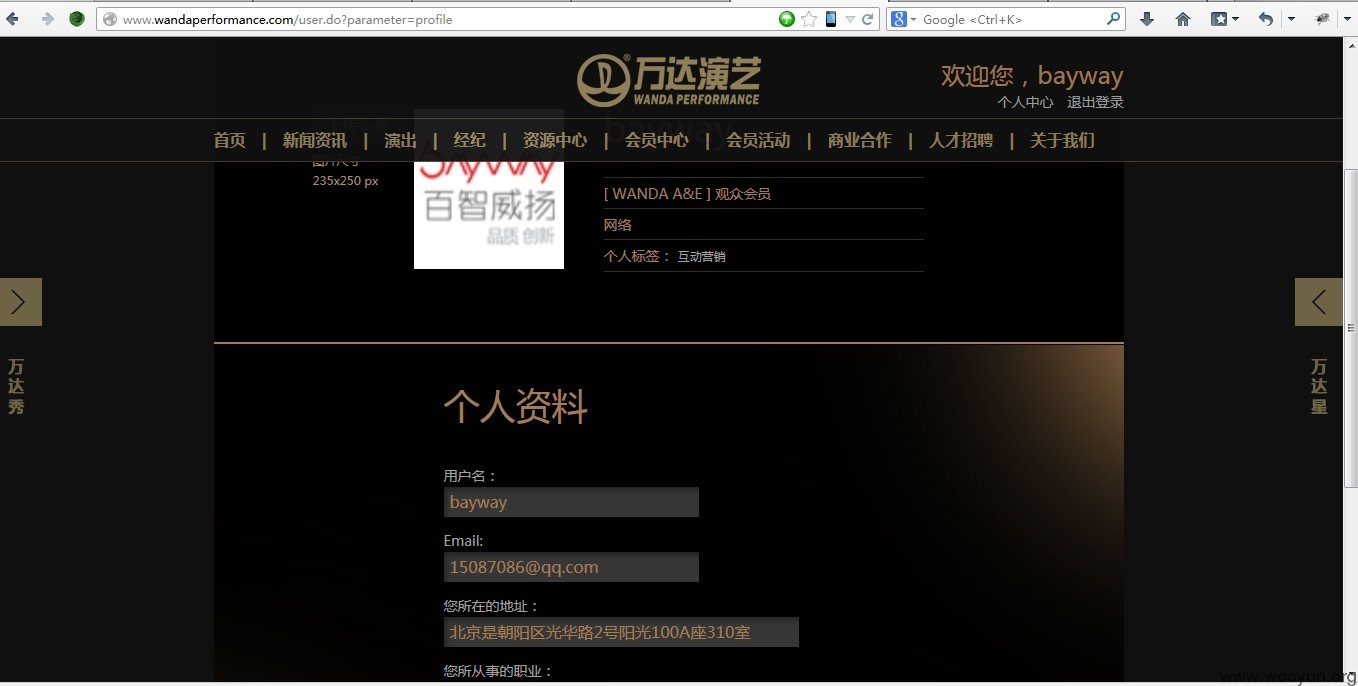 www.wandaperformance.com/user.do?parameter=profile
Google <Ctrl+K>
万达演艺
WANDA PERFORMANCE
欢迎您，bayway
个人中心 退出登录
首页 | 新闻资讯 | 演出 | 经纪 | 资源中心 | 会员中心 | 会员活动 | 商业合作 | 人才招聘 | 关于我们
图片尺寸
235x250 px
bayway
百智威扬
品质 创新
[ WANDA A&E ] 观众会员
网络
个人标签： 互动营销
万达秀
万达星
个人资料
用户名：
bayway
Email:
15087086@qq.com
您所在的地址：
北京是朝阳区光华路2号阳光100A座310室
您所从事的职业：
www.wooyun.org